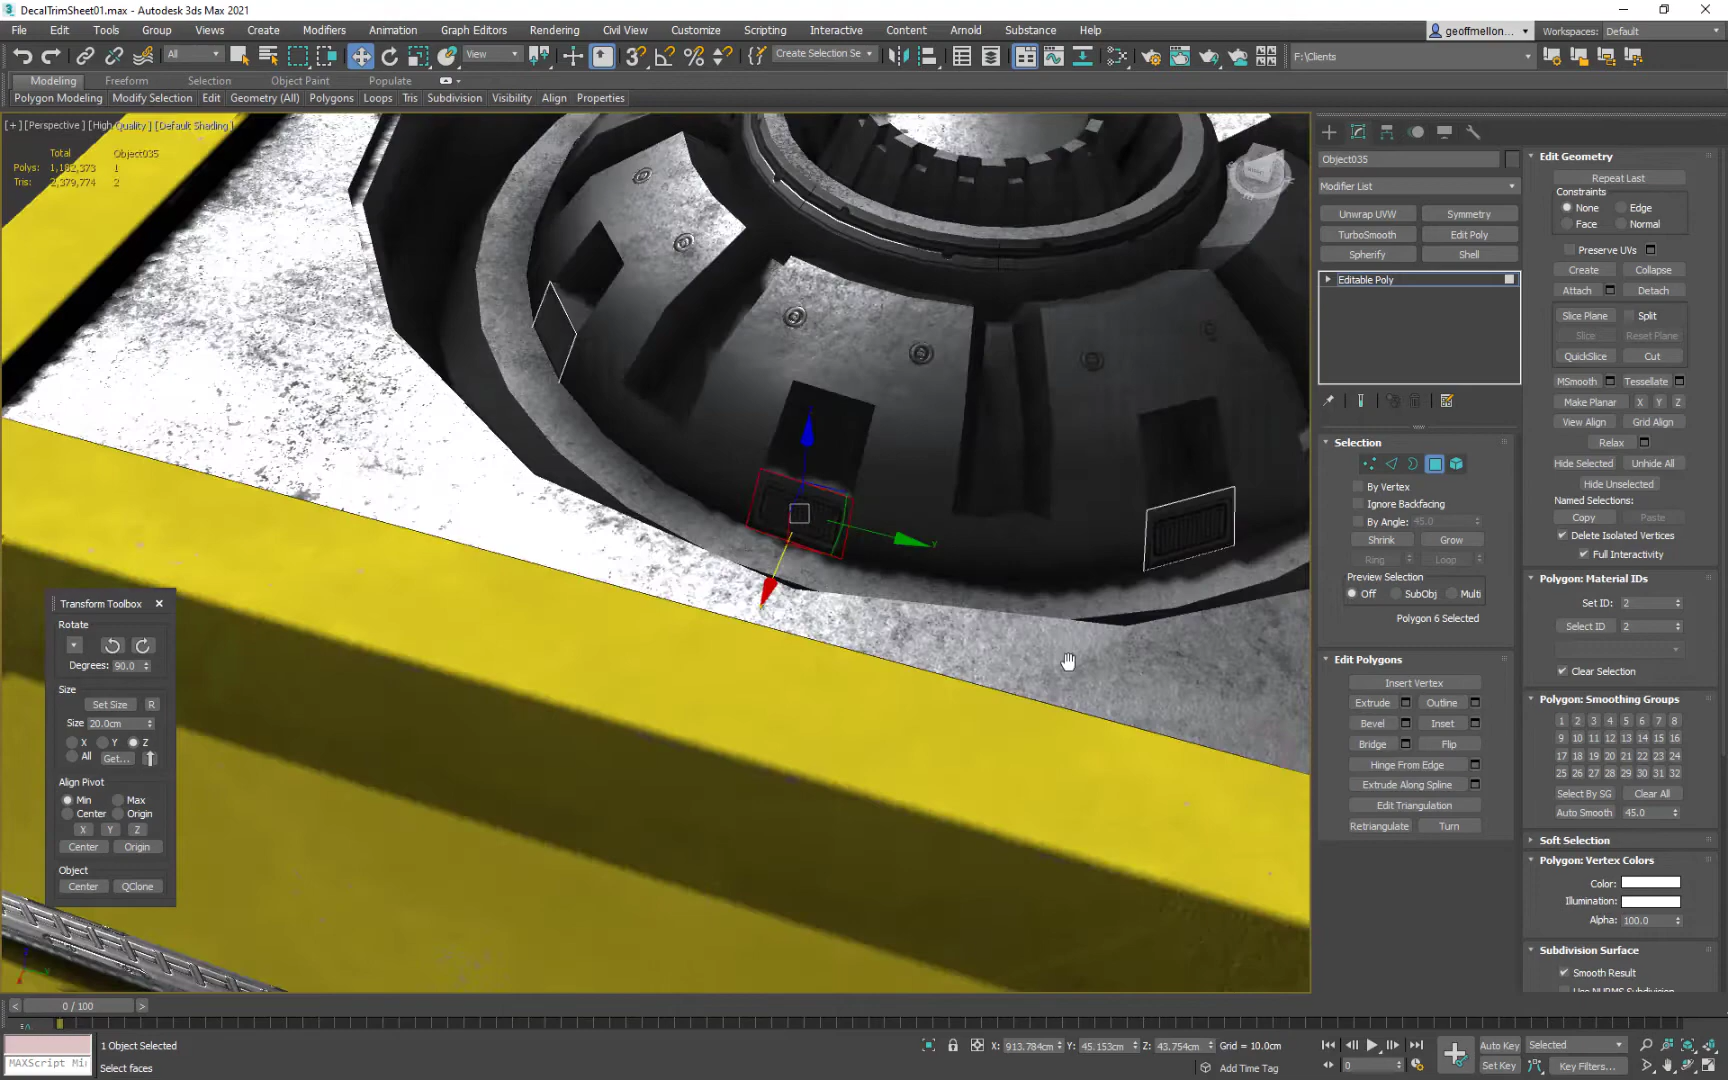 DecalTrimSheet01.max - Autodesk 3ds Max 2021
File Edit Tools Group Views Create Modifiers Animation Graph Editors Rendering Civil View Customize Scripting Interactive Content Arnold Substance Help
geoffmellon... Workspaces: Default
All View Create Selection Se F:\Clients
Modeling Freeform Selection Object Paint Populate
Polygon Modeling Modify Selection Edit Geometry (All) Polygons Loops Tris Subdivision Visibility Align Properties
[+] [Perspective] [High Quality] [Default Shading]
Total Object035
Polys: 1,182,373 1
Tris: 2,379,774 2
Transform Toolbox
Rotate
Degrees: 90.0
Size
Set Size R
Size 20.0cm
X Y Z
All Get...
Align Pivot
Min Max
Center Origin
X Y Z
Center Origin
Object
Center QClone
Object035
Modifier List
Unwrap UVW Symmetry
TurboSmooth Edit Poly
Spherify Shell
Editable Poly
Selection
By Vertex
Ignore Backfacing
By Angle: 45.0
Shrink Grow
Ring Loop
Preview Selection
Off SubObj Multi
Polygon 6 Selected
Edit Polygons
Insert Vertex
Extrude Outline
Bevel Inset
Bridge Flip
Hinge From Edge
Extrude Along Spline
Edit Triangulation
Retriangulate Turn
Edit Geometry
Repeat Last
Constraints
None Edge
Face Normal
Preserve UVs
Create Collapse
Attach Detach
Slice Plane Split
Slice Reset Plane
QuickSlice Cut
MSmooth Tessellate
Make Planar X Y Z
View Align Grid Align
Relax
Hide Selected Unhide All
Hide Unselected
Named Selections:
Copy Paste
Delete Isolated Vertices
Full Interactivity
Polygon: Material IDs
Set ID: 2
Select ID 2
Clear Selection
Polygon: Smoothing Groups
1 2 3 4 5 6 7 8
9 10 11 12 13 14 15 16
17 18 19 20 21 22 23 24
25 26 27 28 29 30 31 32
Select By SG Clear All
Auto Smooth 45.0
Soft Selection
Polygon: Vertex Colors
Color:
Illumination:
Alpha: 100.0
Subdivision Surface
Smooth Result
Use NURMS Subdivision
0 / 100
MAXScript Mi
1 Object Selected
Select faces
X: 913.784cm Y: 45.153cm Z: 43.754cm Grid = 10.0cm
Add Time Tag
0
Auto Key Selected
Set Key Key Filters...